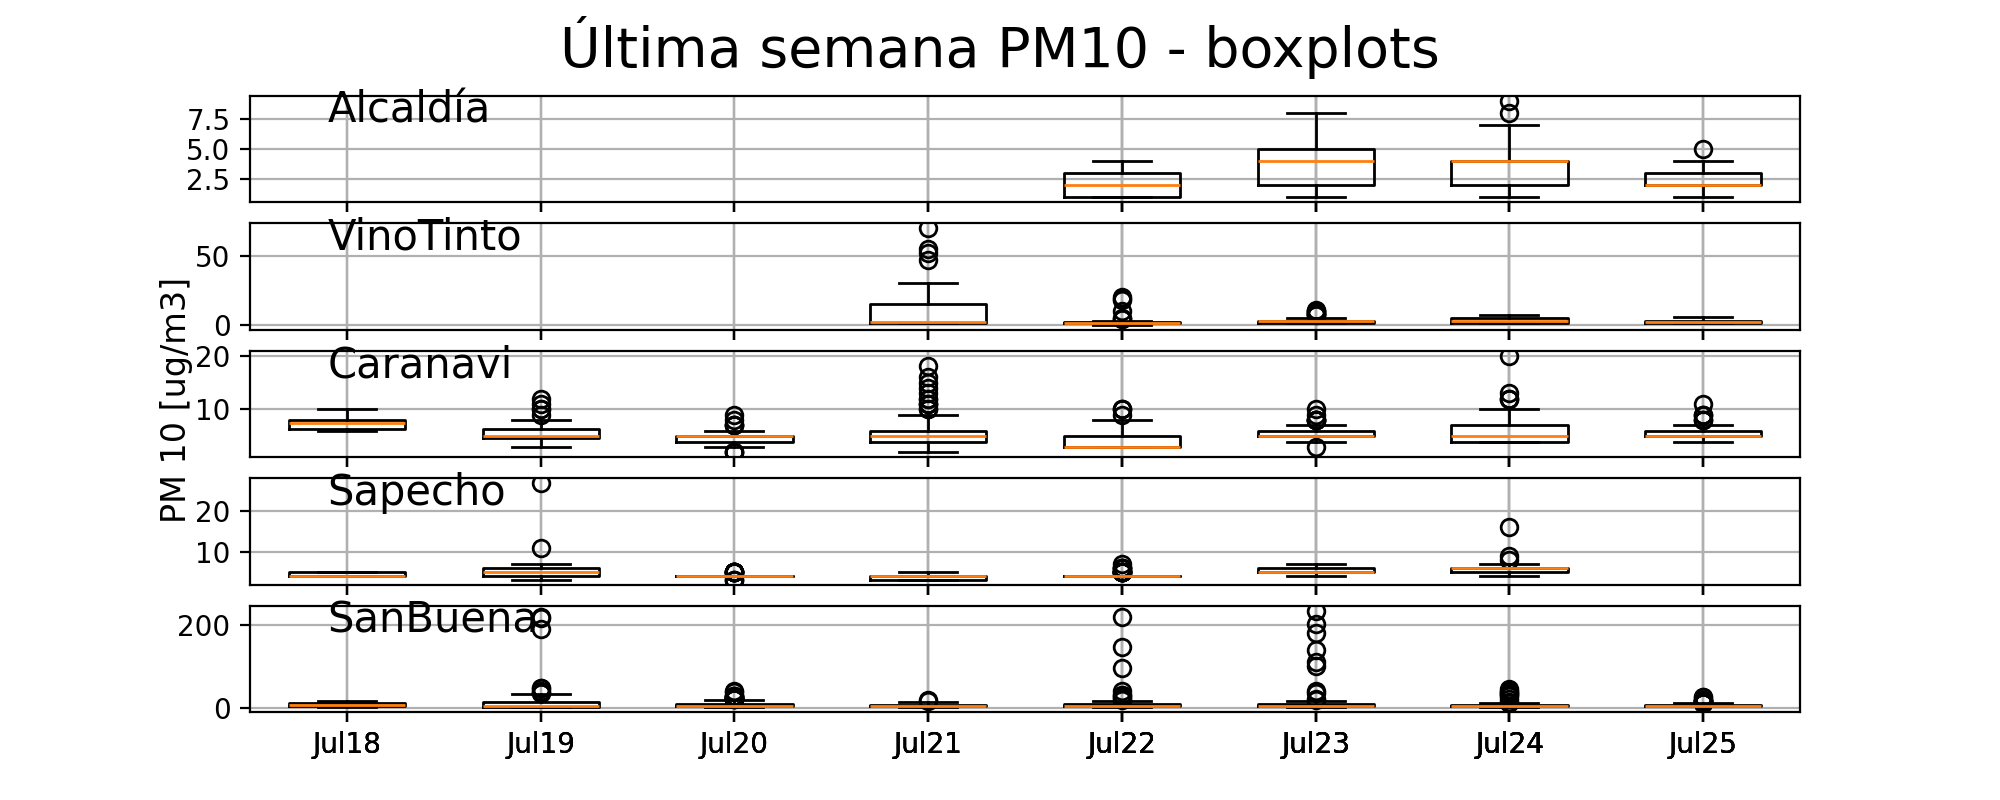 Última semana PM10 - boxplots
Alcaldía
7.5
5.0
2.5
VinoTinto
50
0
PM 10 [ug/m3]
Caranavi
20
10
Sapecho
20
10
SanBuena
200
0
Jul18 Jul19 Jul20 Jul21 Jul22 Jul23 Jul24 Jul25